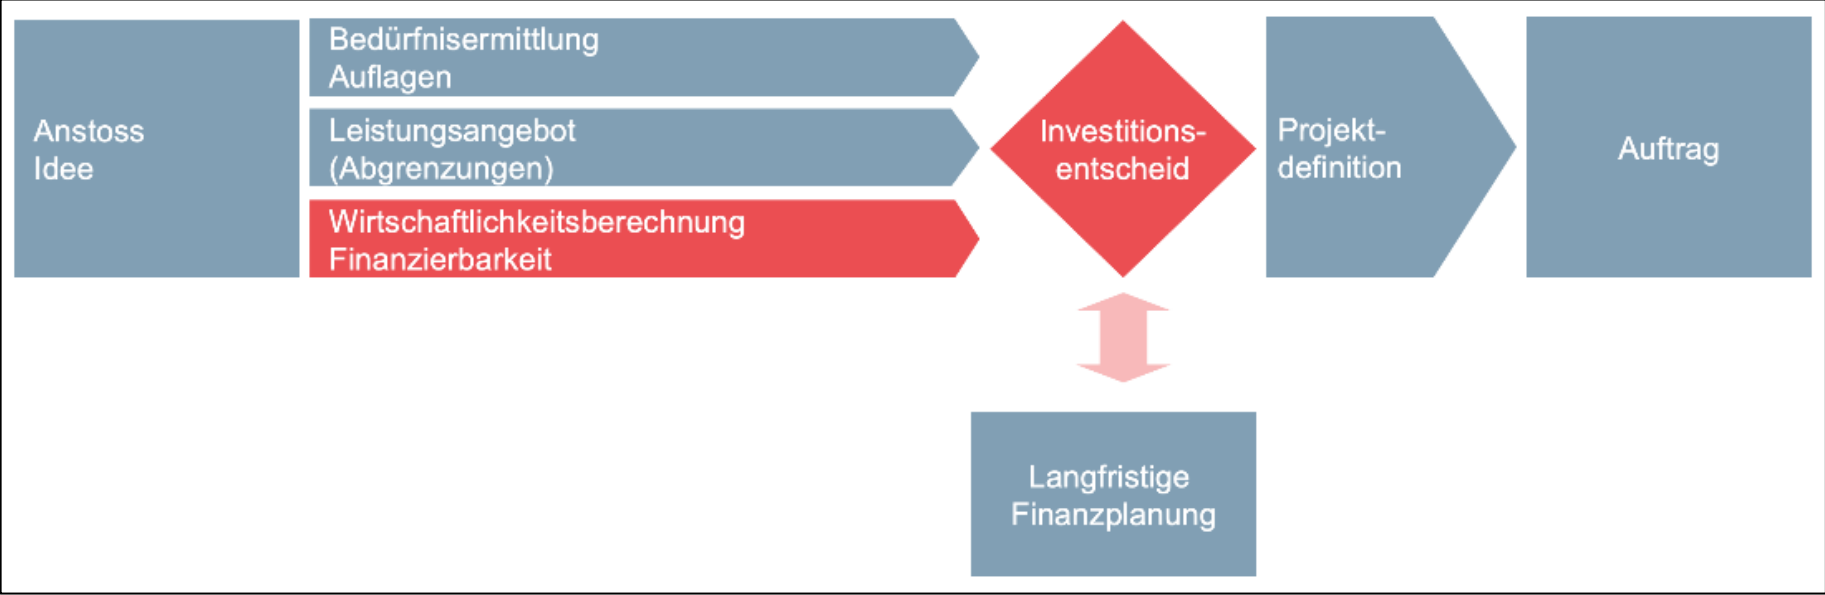 Anstoss
Idee
Bedürfnisermittlung
Auflagen
Leistungsangebot
(Abgrenzungen)
Wirtschaftlichkeitsberechnung
Finanzierbarkeit
Investitions-
entscheid
Projekt-
definition
Auftrag
Langfristige
Finanzplanung